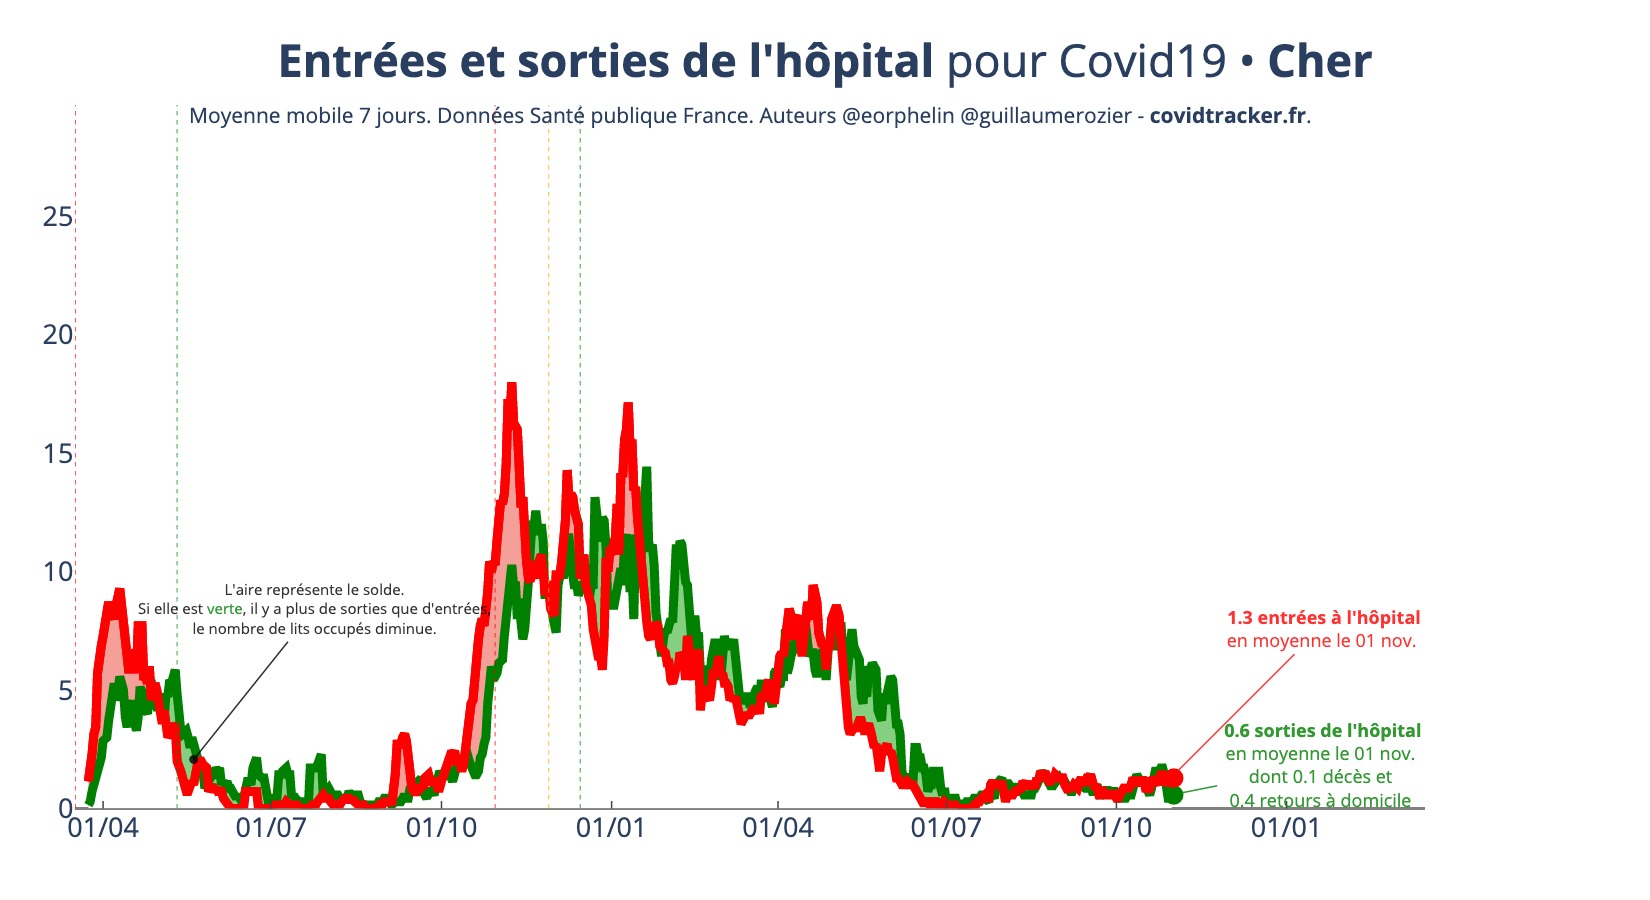 Entrées et sorties de l'hôpital pour Covid19 • Cher
Moyenne mobile 7 jours. Données Santé publique France. Auteurs @eorphelin @guillaumerozier - covidtracker.fr.
25
20
15
10
5
0
L'aire représente le solde.
Si elle est verte, il y a plus de sorties que d'entrées,
le nombre de lits occupés diminue.
1.3 entrées à l'hôpital
en moyenne le 01 nov.
0.6 sorties de l'hôpital
en moyenne le 01 nov.
dont 0.1 décès et
0.4 retours à domicile
01/04 01/07 01/10 01/01 01/04 01/07 01/10 01/01